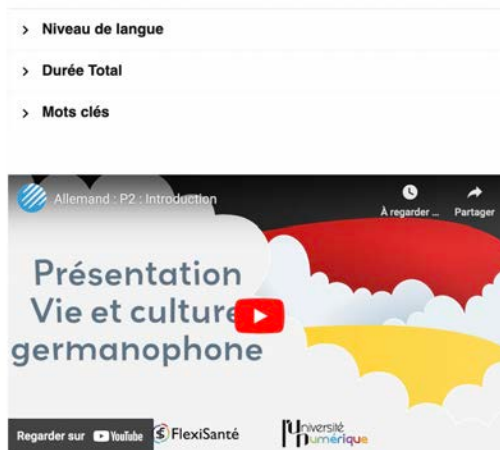 Niveau de langue
Durée Total
Mots clés
Allemand : P2 : Introduction
À regarder ...
Partager
Présentation
Vie et culture
germanophone
Regarder sur YouTube
FlexiSanté
Université
Numérique